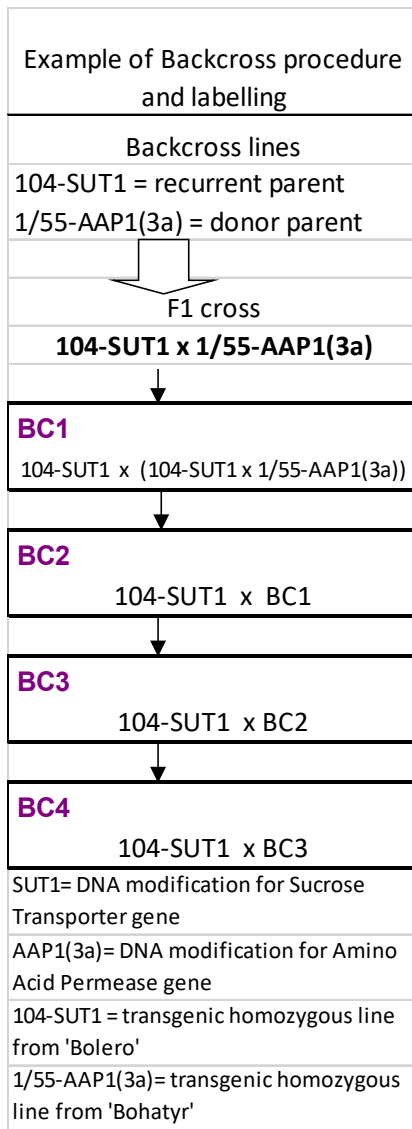 Example of Backcross procedure
and labelling
Backcross lines
104-SUT1 = recurrent parent
1/55-AAP1(3a) = donor parent
F1 cross
104-SUT1 x 1/55-AAP1(3a)
BC1
104-SUT1 x (104-SUT1 x 1/55-AAP1(3a))
BC2
104-SUT1 x BC1
BC3
104-SUT1 x BC2
BC4
104-SUT1 x BC3
SUT1= DNA modification for Sucrose
Transporter gene
AAP1(3a)= DNA modification for Amino
Acid Permease gene
104-SUT1 = transgenic homozygous line
from 'Bolero'
1/55-AAP1(3a)= transgenic homozygous
line from 'Bohatyr'